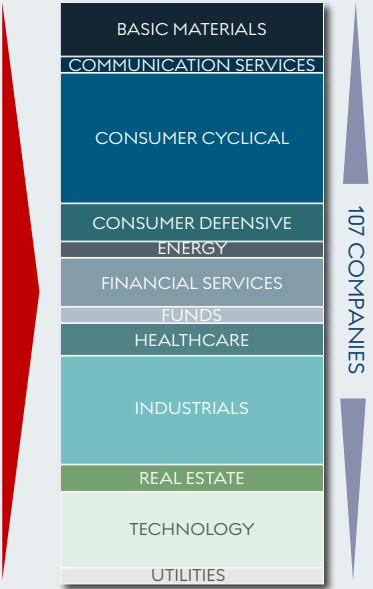 BASIC MATERIALS
COMMUNICATION SERVICES
CONSUMER CYCLICAL
CONSUMER DEFENSIVE
ENERGY
FINANCIAL SERVICES
FUNDS
HEALTHCARE
INDUSTRIALS
REAL ESTATE
TECHNOLOGY
UTILITIES
107 COMPANIES